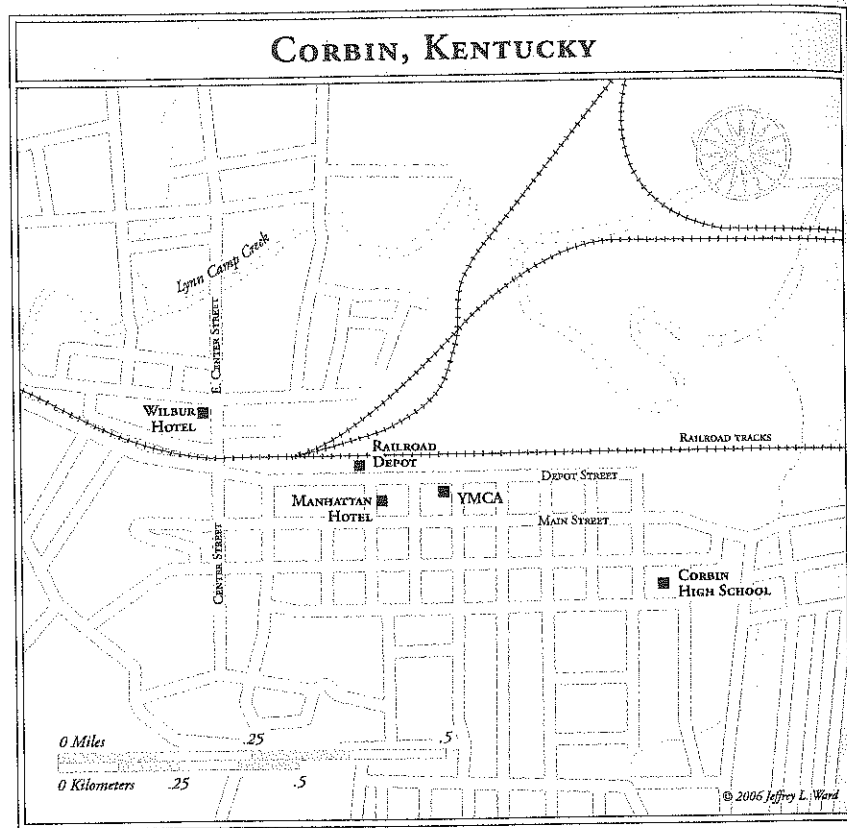 CORBIN, KENTUCKY
Lynn Camp Creek
E. CENTER STREET
WILBUR
HOTEL
RAILROAD
DEPOT
RAILROAD TRACKS
DEPOT STREET
MANHATTAN
HOTEL
YMCA
MAIN STREET
CENTER STREET
CORBIN
HIGH SCHOOL
0 Miles .25 .5
0 Kilometers .25 .5
© 2006 Jeffrey L. Ward